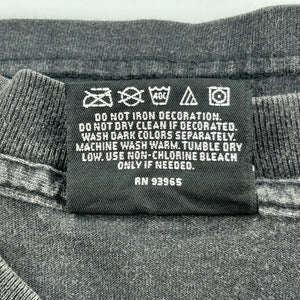 40C
DO NOT IRON DECORATION.
DO NOT DRY CLEAN IF DECORATED.
WASH DARK COLORS SEPARATELY.
MACHINE WASH WARM. TUMBLE DRY
LOW. USE NON-CHLORINE BLEACH
ONLY IF NEEDED.
RN 93965